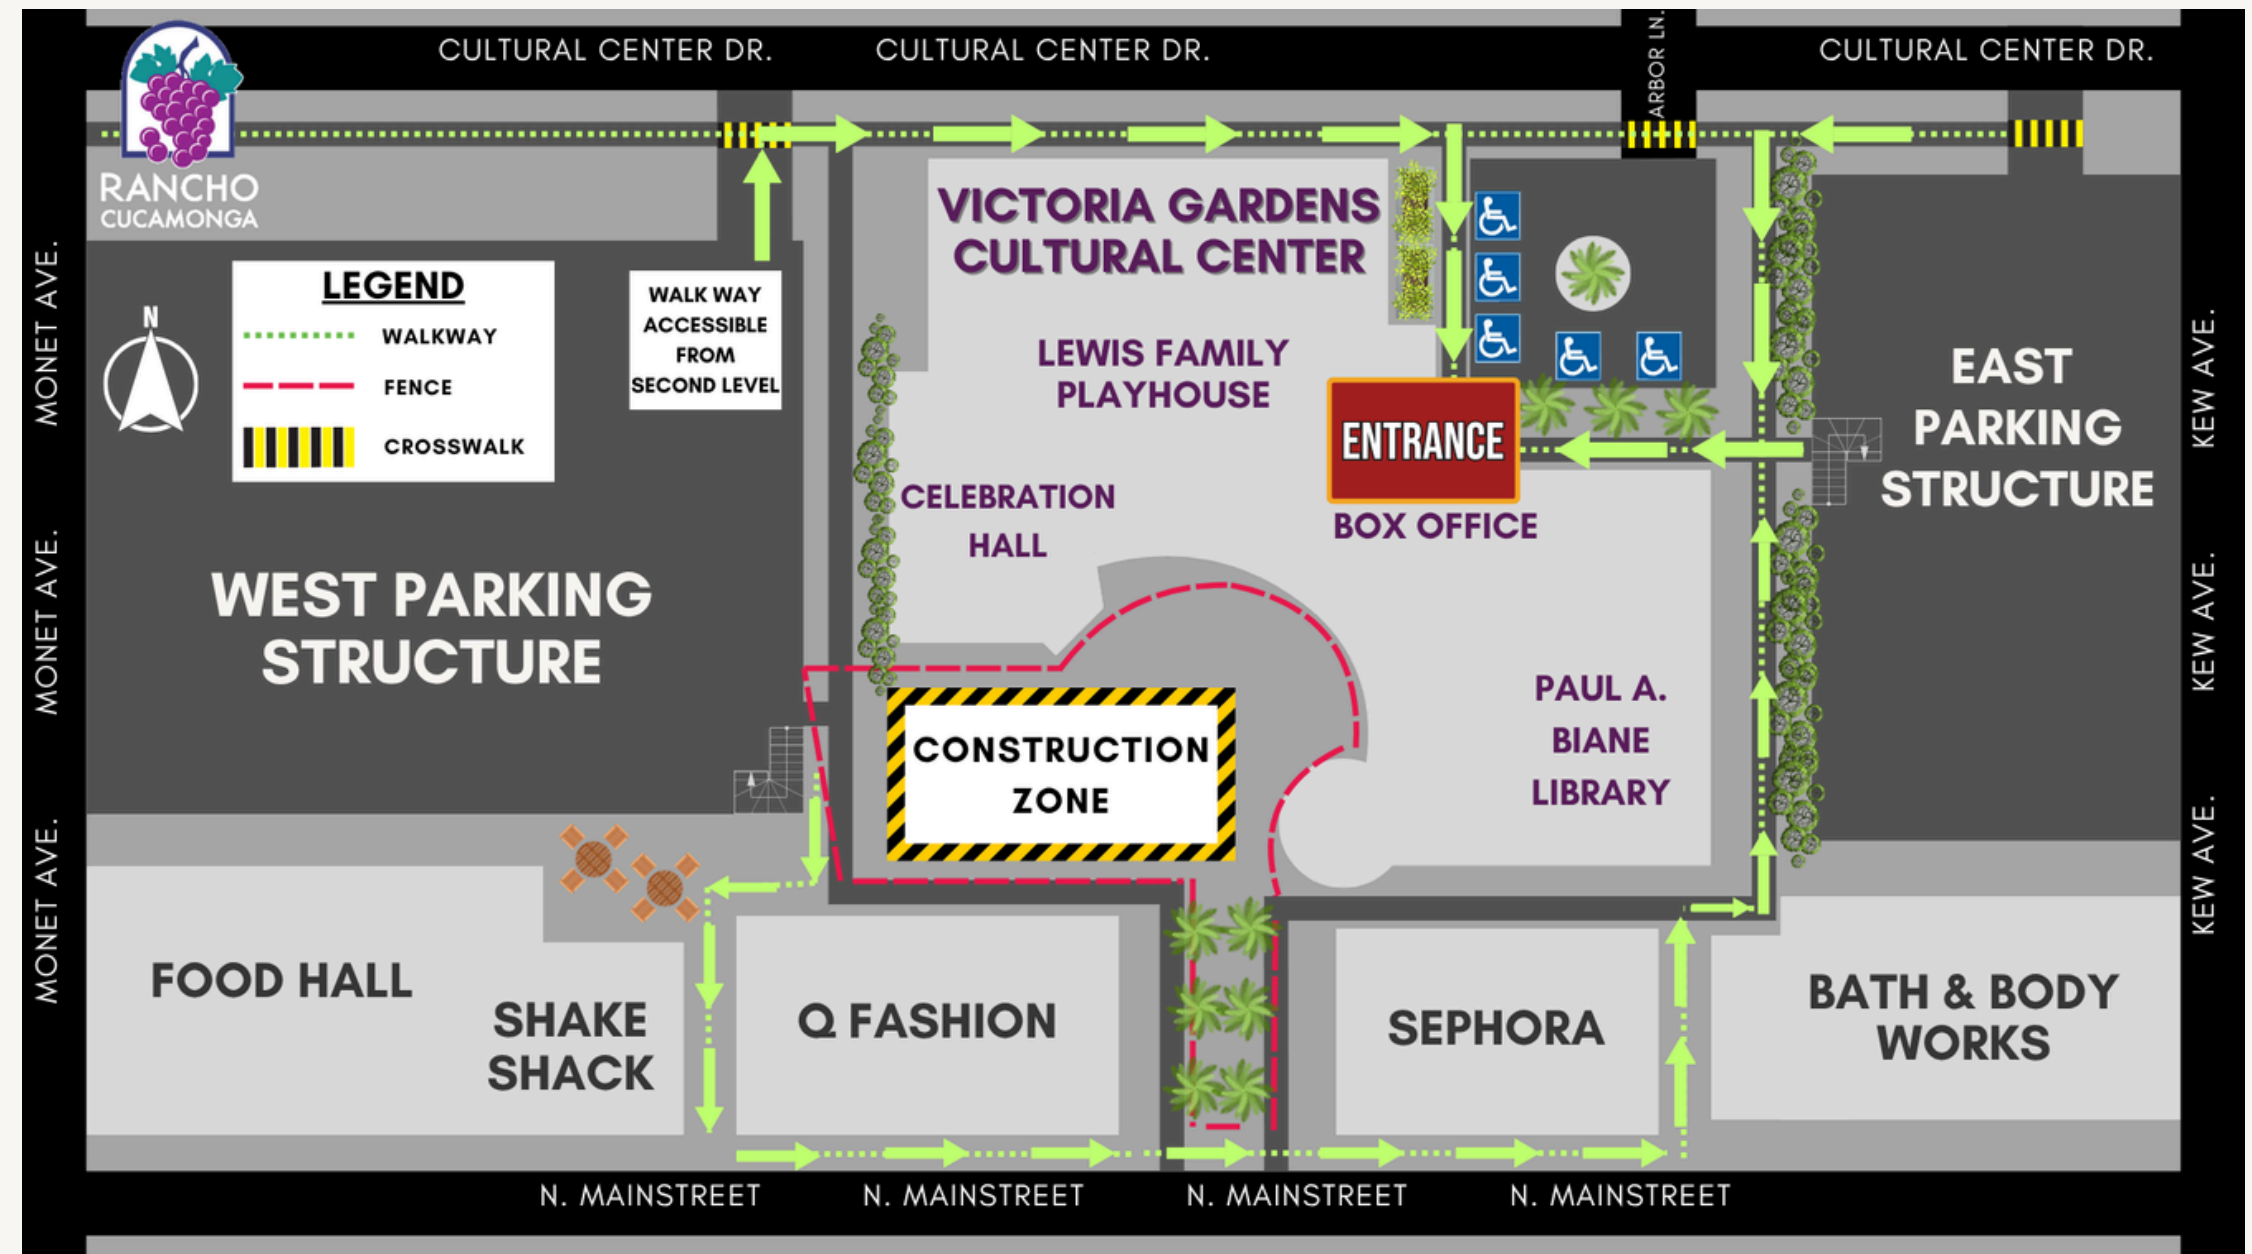 CULTURAL CENTER DR.
CULTURAL CENTER DR.
ARBOR LN.
CULTURAL CENTER DR.
RANCHO
CUCAMONGA
MONET AVE.
MONET AVE.
MONET AVE.
N
LEGEND
WALKWAY
FENCE
CROSSWALK
WALK WAY
ACCESSIBLE
FROM
SECOND LEVEL
WEST PARKING
STRUCTURE
VICTORIA GARDENS
CULTURAL CENTER
LEWIS FAMILY
PLAYHOUSE
CELEBRATION
HALL
ENTRANCE
BOX OFFICE
PAUL A.
BIANE
LIBRARY
EAST
PARKING
STRUCTURE
KEW AVE.
KEW AVE.
KEW AVE.
CONSTRUCTION
ZONE
FOOD HALL
SHAKE
SHACK
Q FASHION
SEPHORA
BATH & BODY
WORKS
N. MAINSTREET
N. MAINSTREET
N. MAINSTREET
N. MAINSTREET